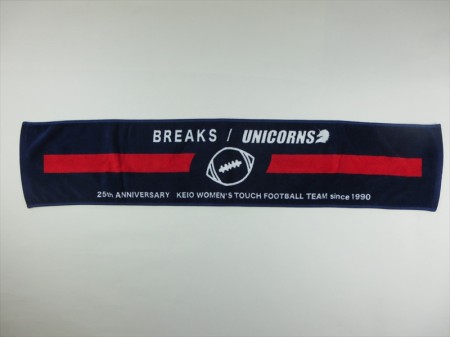 BREAKS / UNICORNS
25th ANNIVERSARY KEIO WOMEN'S TOUCH FOOTBALL TEAM since 1990